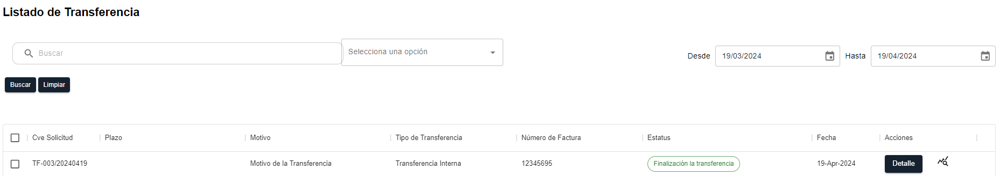 Listado de Transferencia
Buscar
Selecciona una opción
Desde 19/03/2024 Hasta 19/04/2024
Buscar Limpiar
Cve Solicitud Plazo Motivo Tipo de Transferencia Número de Factura Estatus Fecha Acciones
TF-003/20240419 Motivo de la Transferencia Transferencia Interna 12345695 Finalización la transferencia 19-Apr-2024 Detalle